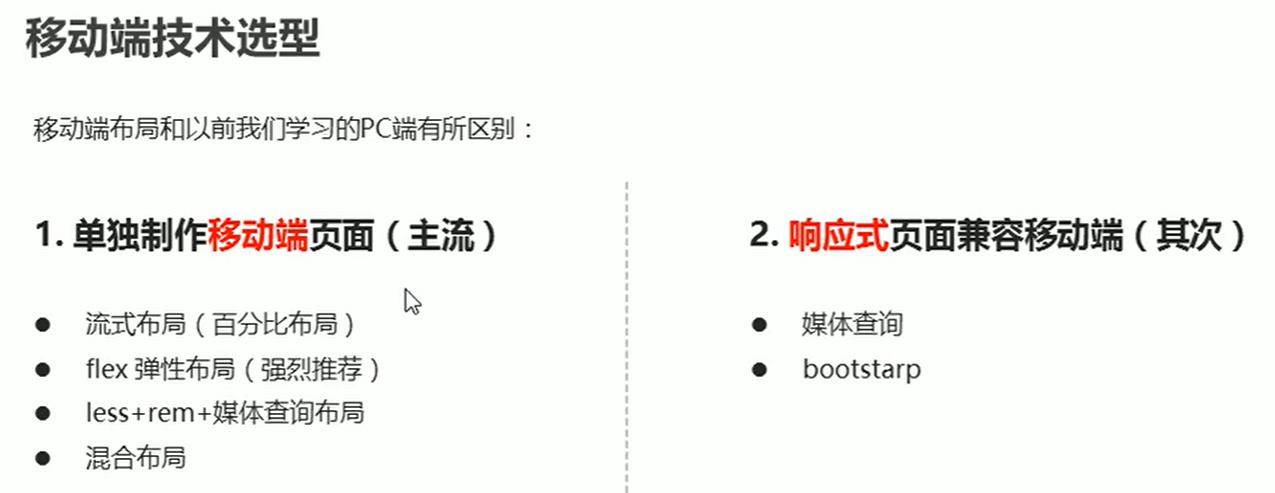 移动端技术选型
移动端布局和以前我们学习的PC端有所区别：
1. 单独制作移动端页面（主流）
● 流式布局（百分比布局）
● flex 弹性布局（强烈推荐）
● less+rem+媒体查询布局
● 混合布局
2. 响应式页面兼容移动端（其次）
● 媒体查询
● bootstarp